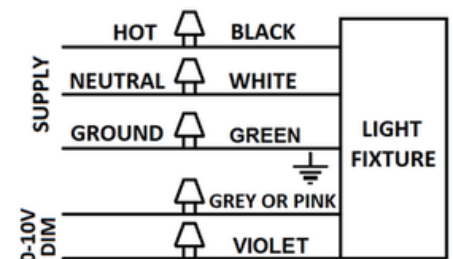 HOT BLACK
SUPPLY
NEUTRAL WHITE
GROUND GREEN
LIGHT
FIXTURE
GREY OR PINK
0-10V
DIM
VIOLET